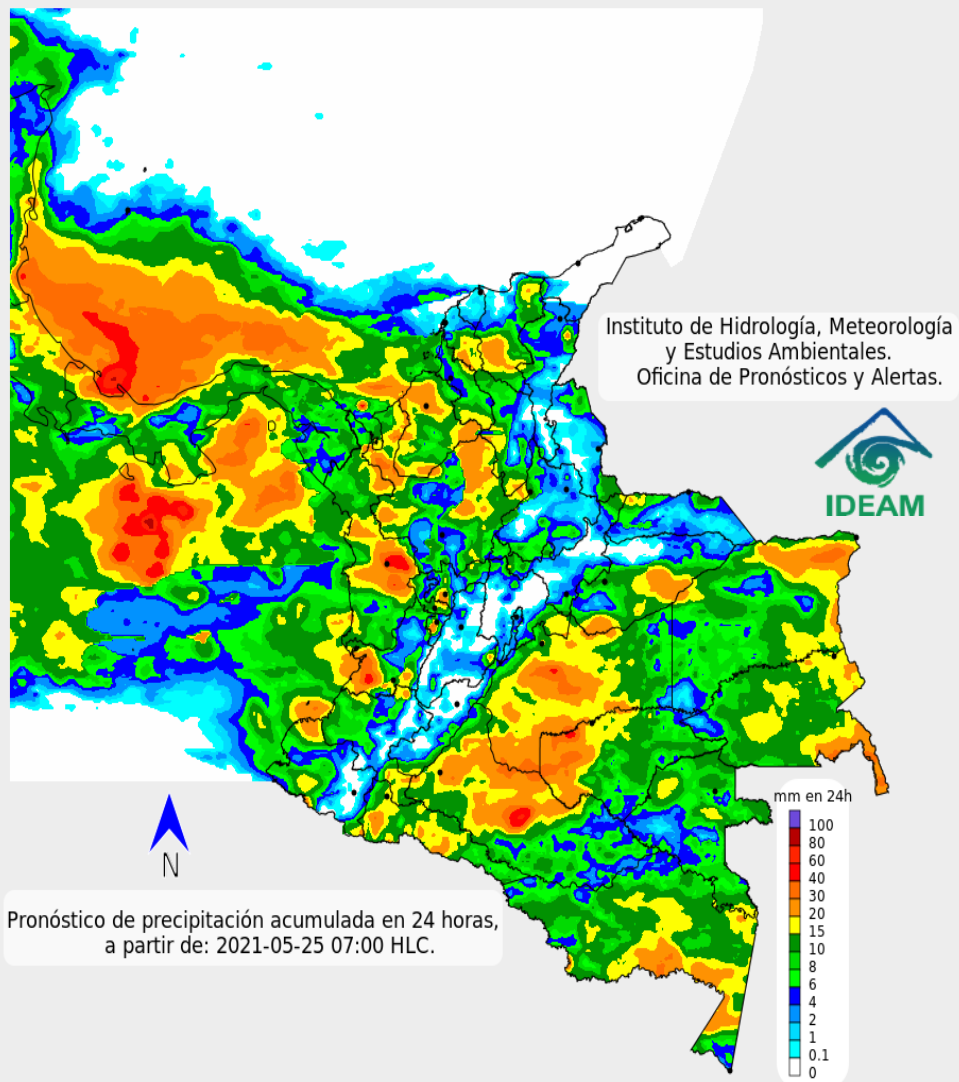 Instituto de Hidrología, Meteorología
y Estudios Ambientales.
Oficina de Pronósticos y Alertas.
IDEAM
mm en 24h
100
80
60
40
30
20
15
10
8
6
4
2
1
0.1
0
N
Pronóstico de precipitación acumulada en 24 horas,
a partir de: 2021-05-25 07:00 HLC.